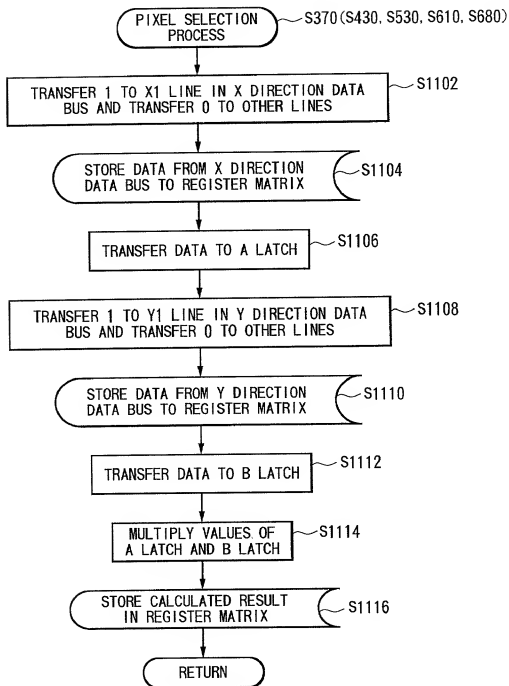 PIXEL SELECTION
PROCESS
S370(S430, S530, S610, S680)
TRANSFER 1 TO X1 LINE IN X DIRECTION DATA
BUS AND TRANSFER 0 TO OTHER LINES
S1102
STORE DATA FROM X DIRECTION
DATA BUS TO REGISTER MATRIX
S1104
TRANSFER DATA TO A LATCH
S1106
TRANSFER 1 TO Y1 LINE IN Y DIRECTION DATA
BUS AND TRANSFER 0 TO OTHER LINES
S1108
STORE DATA FROM Y DIRECTION
DATA BUS TO REGISTER MATRIX
S1110
TRANSFER DATA TO B LATCH
S1112
MULTIPLY VALUES OF
A LATCH AND B LATCH
S1114
STORE CALCULATED RESULT
IN REGISTER MATRIX
S1116
RETURN